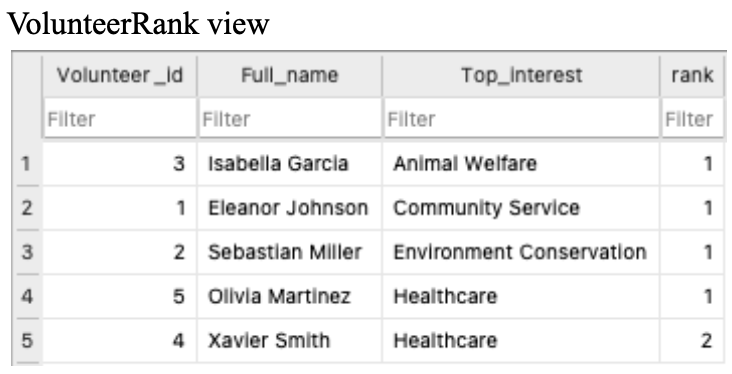 VolunteerRank view
Volunteer_id Full_name Top_interest rank
Filter Filter Filter Filter
1 3 Isabella Garcia Animal Welfare 1
2 1 Eleanor Johnson Community Service 1
3 2 Sebastian Miller Environment Conservation 1
4 5 Olivia Martinez Healthcare 1
5 4 Xavier Smith Healthcare 2